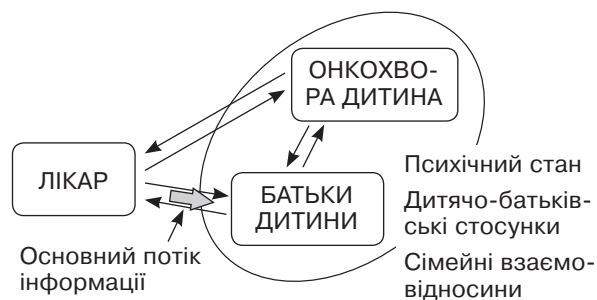 ОНКОХВО-
РА ДИТИНА
ЛІКАР
БАТЬКИ
ДИТИНИ
Психічний стан
Дитячо-батьків-
ські стосунки
Сімейні взаємо-
відносини
Основний потік
інформації